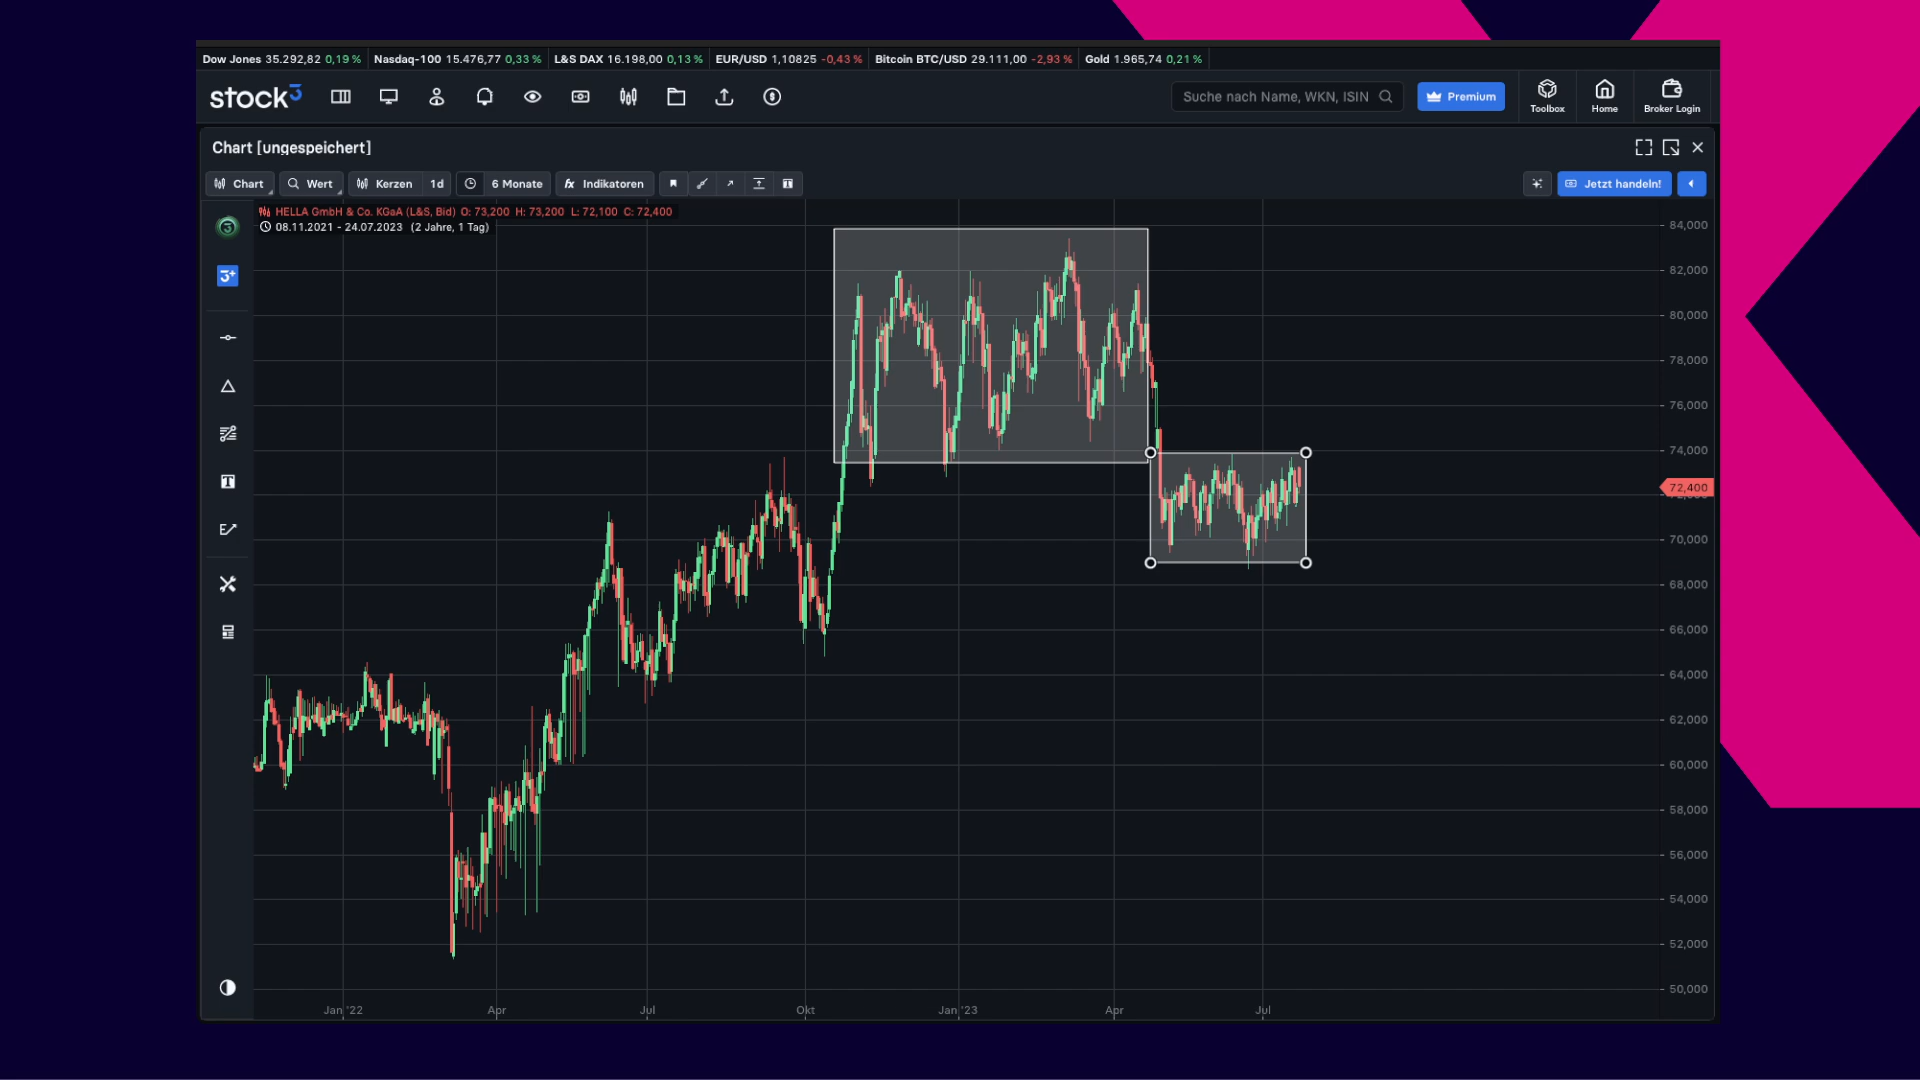 Dow Jones 35.292,82 0,19 % Nasdaq-100 15.476,77 0,33 % L&S DAX 16.198,00 0,13 % EUR/USD 1,10825 -0,43 % Bitcoin BTC/USD 29.111,00 -2,93 % Gold 1.965,74 0,21 %
stock3 Suche nach Name, WKN, ISIN Premium Toolbox Home Broker Login
Chart [ungespeichert]
Chart Wert Kerzen 1d 6 Monate fx Indikatoren T Jetzt handeln!
HELLA GmbH & Co. KGaA (L&S, Bid) O: 73,200 H: 73,200 L: 72,100 C: 72,400
08.11.2021 - 24.07.2023 (2 Jahre, 1 Tag)
3
3+
T
E
84,000
82,000
80,000
78,000
76,000
74,000
72,400
70,000
68,000
66,000
64,000
62,000
60,000
58,000
56,000
54,000
52,000
50,000
Jan '22 Apr Jul Okt Jan '23 Apr Jul